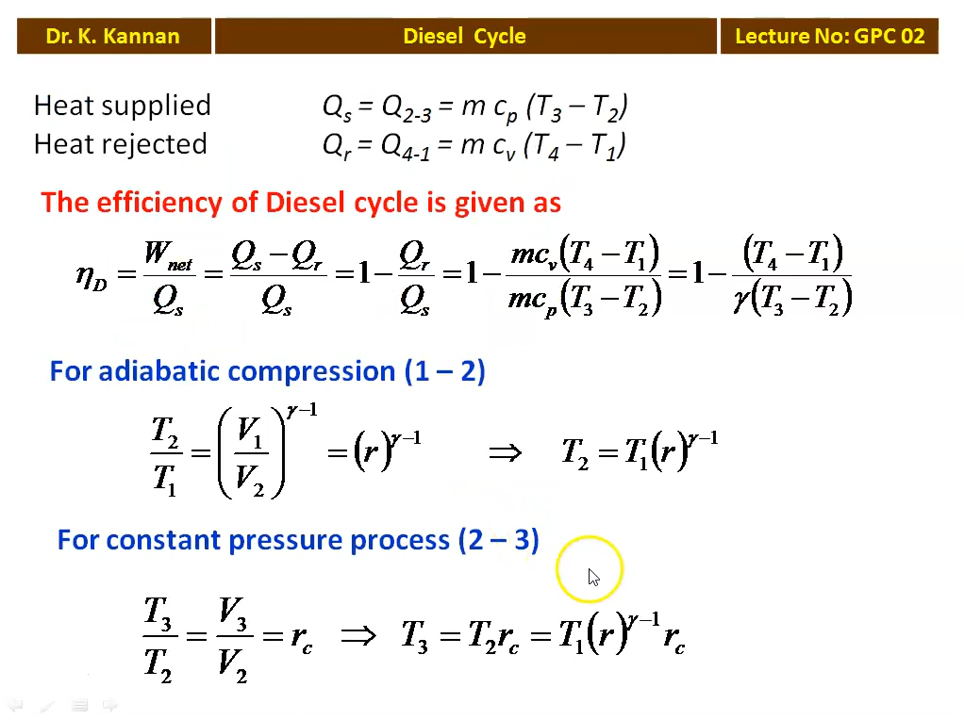 Dr. K. Kannan Diesel Cycle Lecture No: GPC 02
Heat supplied Qs = Q2-3 = m cp (T3 – T2)
Heat rejected Qr = Q4-1 = m cv (T4 – T1)
The efficiency of Diesel cycle is given as
ηD = Wnet/Qs = (Qs − Qr)/Qs = 1 − Qr/Qs = 1 − mcv(T4 − T1)/mcp(T3 − T2) = 1 − (T4 − T1)/γ(T3 − T2)
For adiabatic compression (1 – 2)
T2/T1 = (V1/V2)^γ−1 = (r)^γ−1 ⇒ T2 = T1(r)^γ−1
For constant pressure process (2 – 3)
T3/T2 = V3/V2 = rc ⇒ T3 = T2rc = T1(r)^γ−1 rc